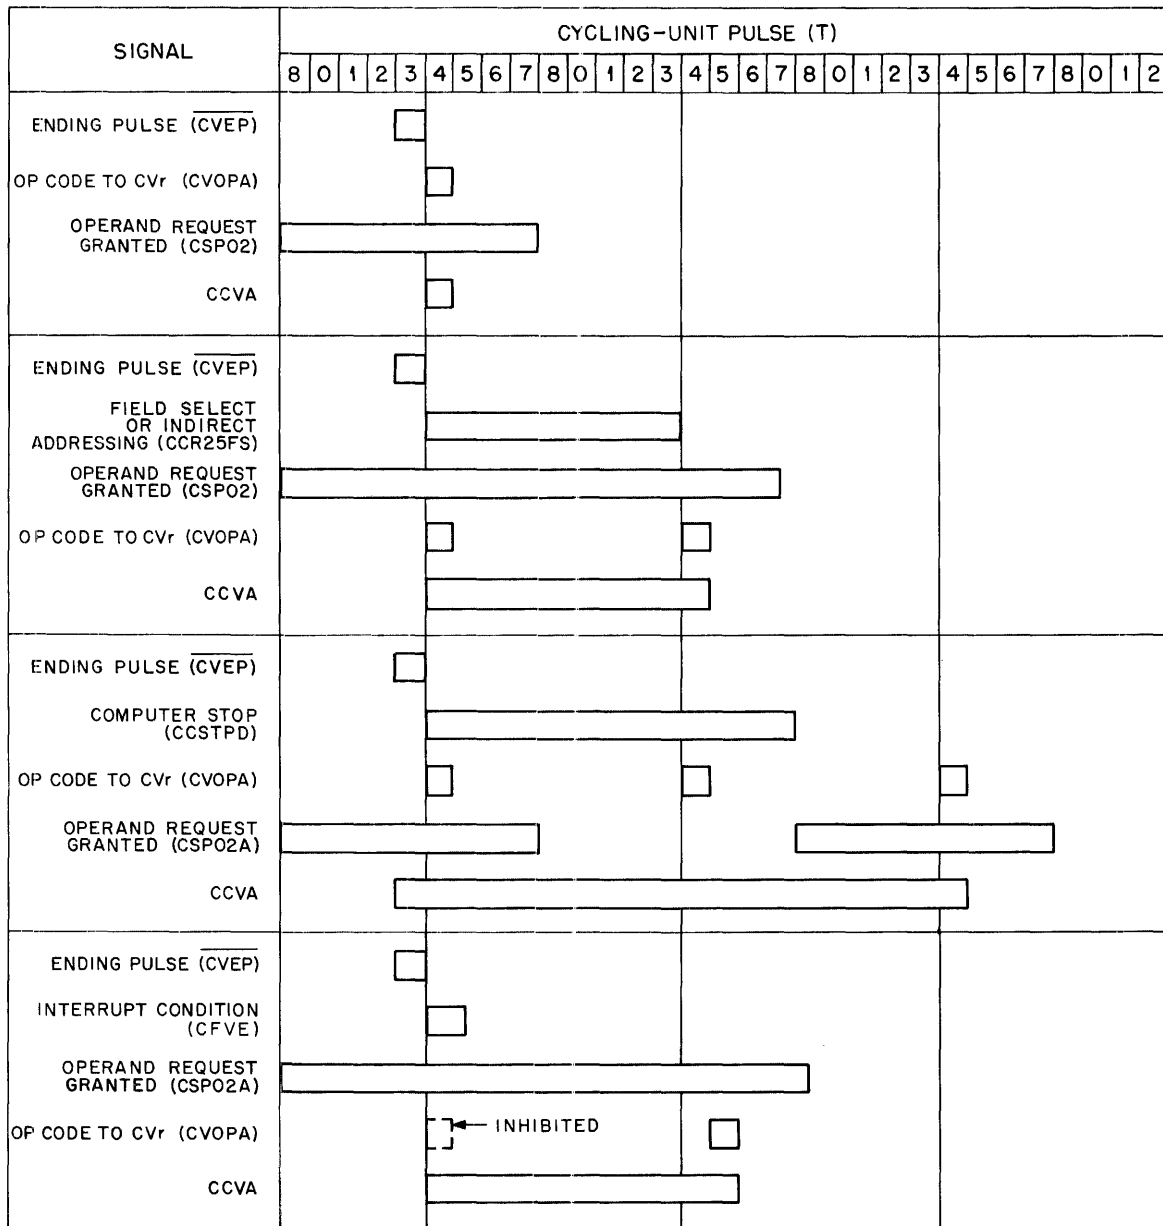 SIGNAL
CYCLING-UNIT PULSE (T)
8 0 1 2 3 4 5 6 7 8 0 1 2 3 4 5 6 7 8 0 1 2 3 4 5 6 7 8 0 1 2
ENDING PULSE (CVEP)
OP CODE TO CVr (CVOPA)
OPERAND REQUEST
GRANTED (CSPO2)
CCVA
ENDING PULSE (CVEP)
FIELD SELECT
OR INDIRECT
ADDRESSING (CCR25FS)
OPERAND REQUEST
GRANTED (CSPO2)
OP CODE TO CVr (CVOPA)
CCVA
ENDING PULSE (CVEP)
COMPUTER STOP
(CCSTPD)
OP CODE TO CVr (CVOPA)
OPERAND REQUEST
GRANTED (CSPO2A)
CCVA
ENDING PULSE (CVEP)
INTERRUPT CONDITION
(CFVE)
OPERAND REQUEST
GRANTED (CSPO2A)
OP CODE TO CVr (CVOPA)
INHIBITED
CCVA